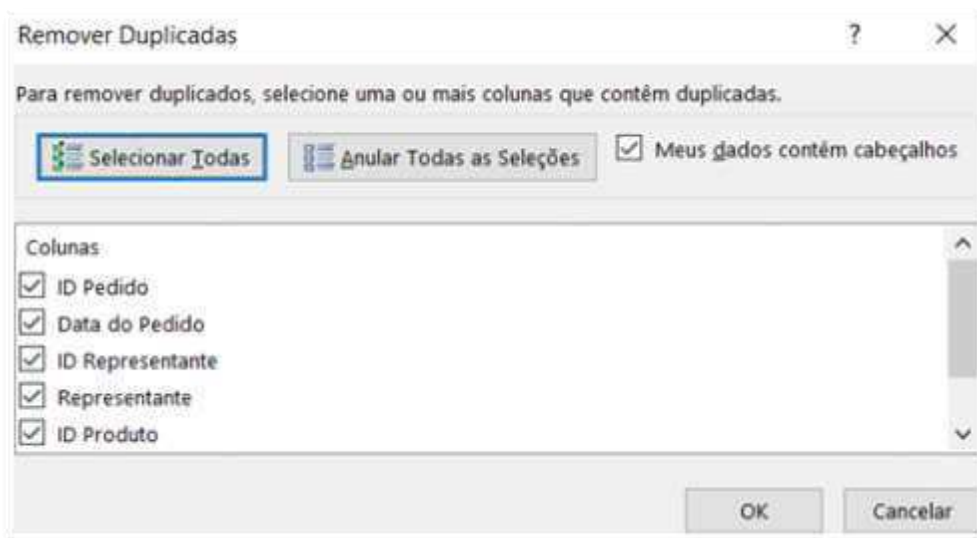 Remover Duplicadas ?
Para remover duplicados, selecione uma ou mais colunas que contêm duplicadas.
Selecionar Todas Anular Todas as Seleções Meus dados contêm cabeçalhos
Colunas
ID Pedido
Data do Pedido
ID Representante
Representante
ID Produto
OK Cancelar